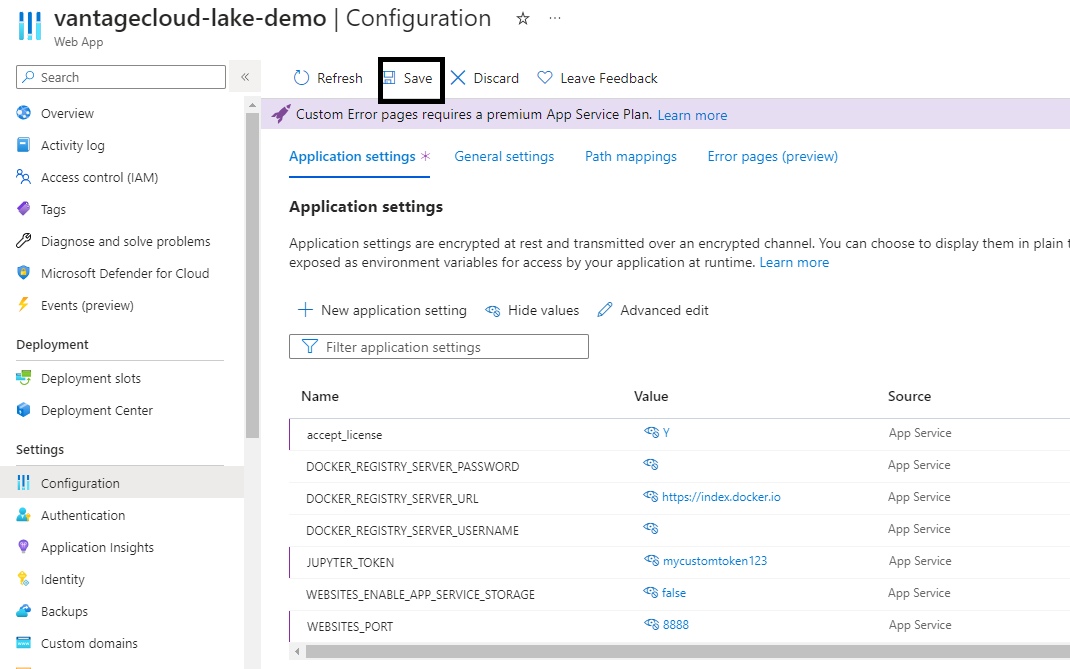 vantagecloud-lake-demo | Configuration ☆ ...
Web App
Search
«
Overview
Activity log
Access control (IAM)
Tags
Diagnose and solve problems
Microsoft Defender for Cloud
Events (preview)
Deployment
Deployment slots
Deployment Center
Settings
Configuration
Authentication
Application Insights
Identity
Backups
Custom domains
Refresh Save Discard Leave Feedback
Custom Error pages requires a premium App Service Plan. Learn more
Application settings * General settings Path mappings Error pages (preview)
Application settings
Application settings are encrypted at rest and transmitted over an encrypted channel. You can choose to display them in plain t
exposed as environment variables for access by your application at runtime. Learn more
New application setting Hide values Advanced edit
Filter application settings
Name Value Source
accept_license Y App Service
DOCKER_REGISTRY_SERVER_PASSWORD App Service
DOCKER_REGISTRY_SERVER_URL https://index.docker.io App Service
DOCKER_REGISTRY_SERVER_USERNAME App Service
JUPYTER_TOKEN mycustomtoken123 App Service
WEBSITES_ENABLE_APP_SERVICE_STORAGE false App Service
WEBSITES_PORT 8888 App Service